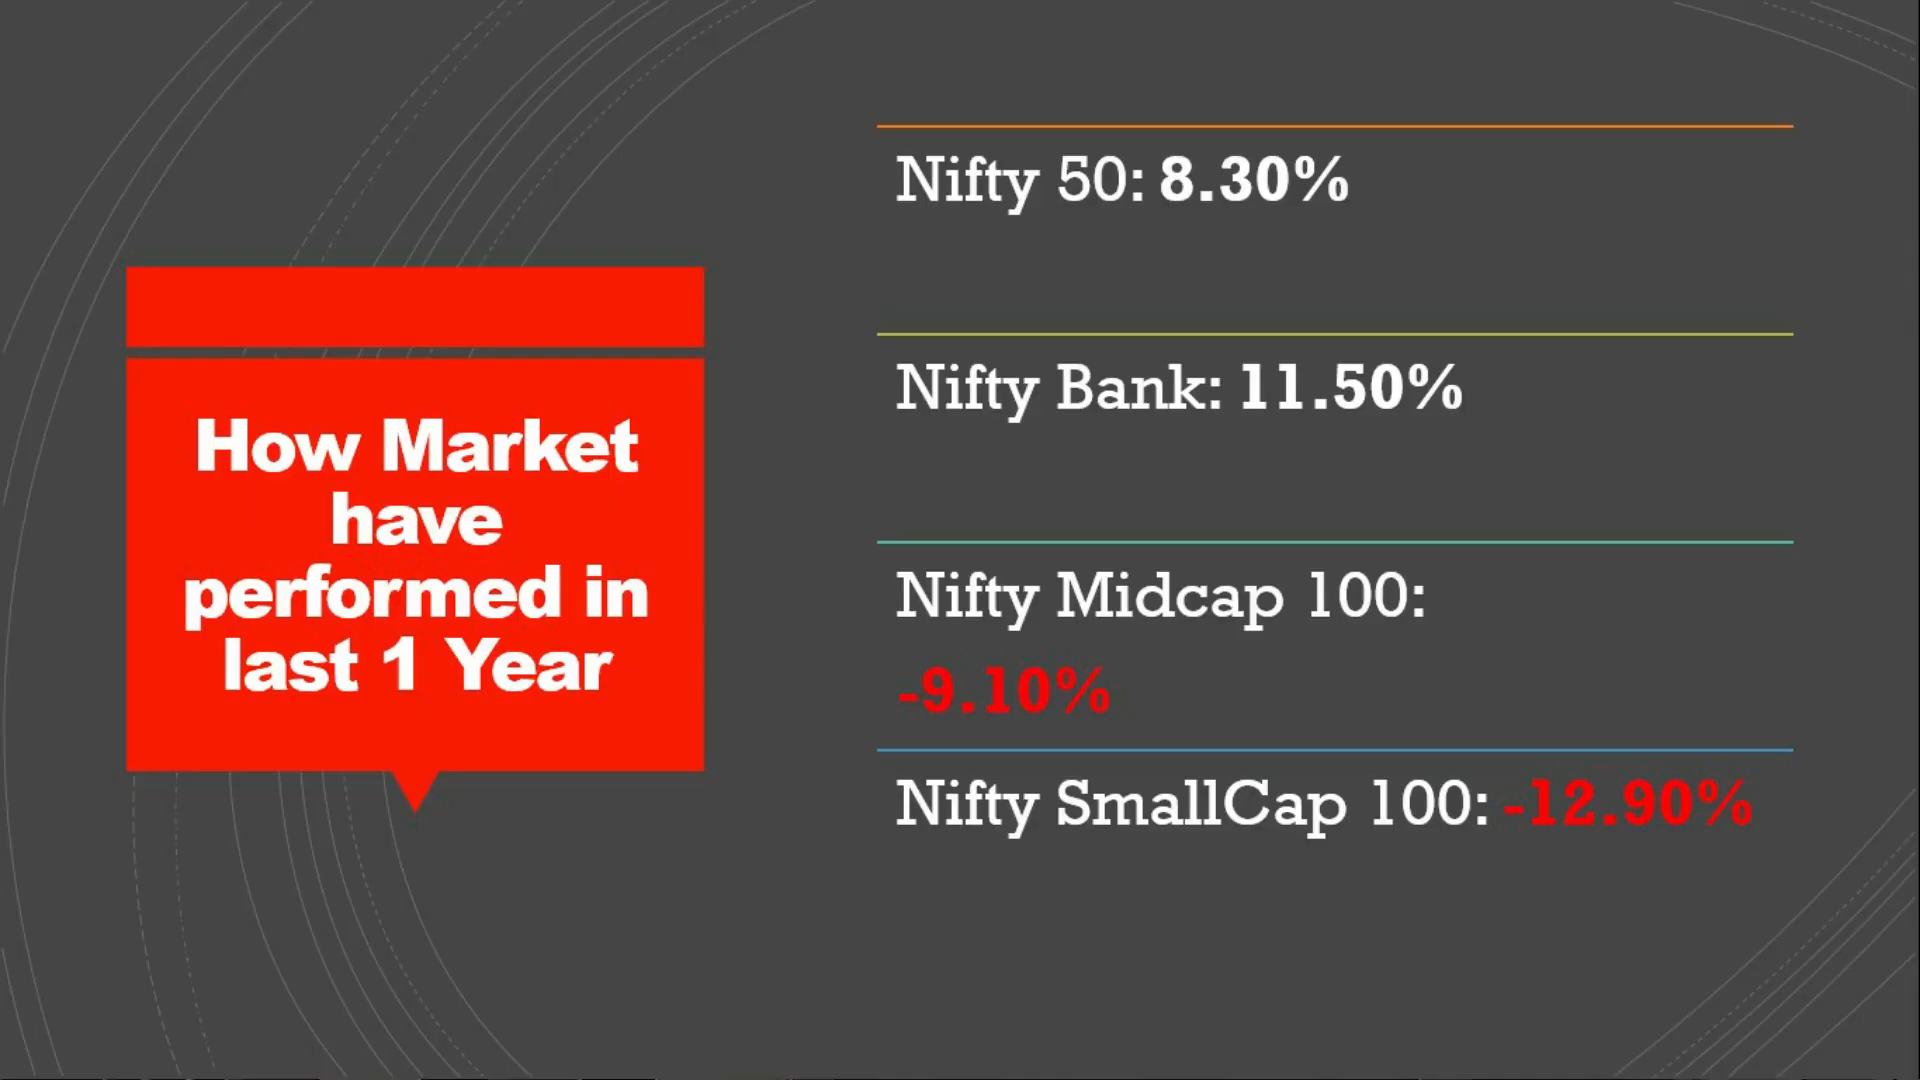 How Market
have
performed in
last 1 Year
Nifty 50: 8.30%
Nifty Bank: 11.50%
Nifty Midcap 100:
-9.10%
Nifty SmallCap 100: -12.90%